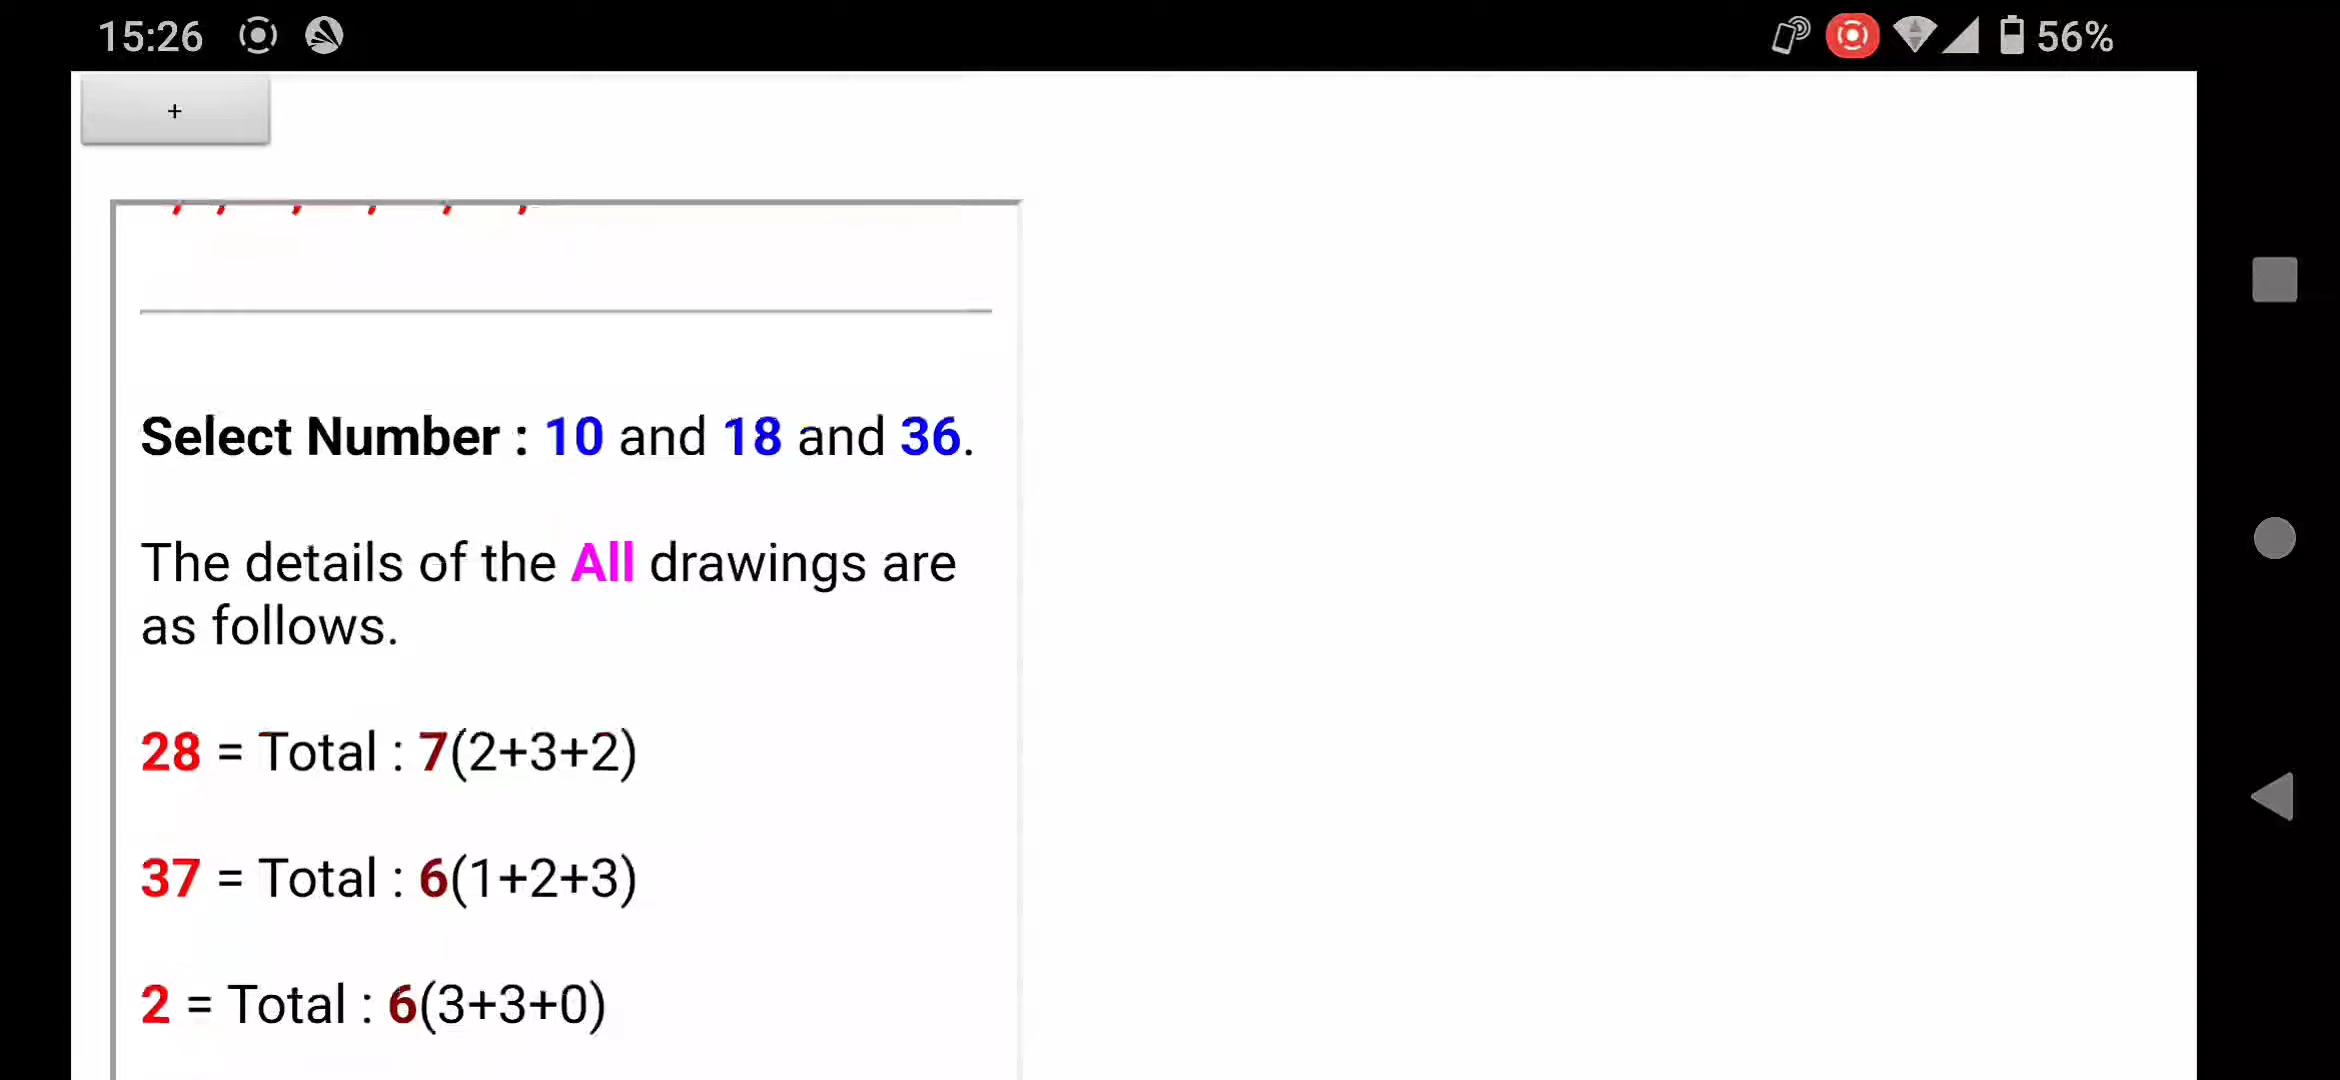 15:26
56%
+
Select Number : 10 and 18 and 36.
The details of the All drawings are
as follows.
28 = Total : 7(2+3+2)
37 = Total : 6(1+2+3)
2 = Total : 6(3+3+0)